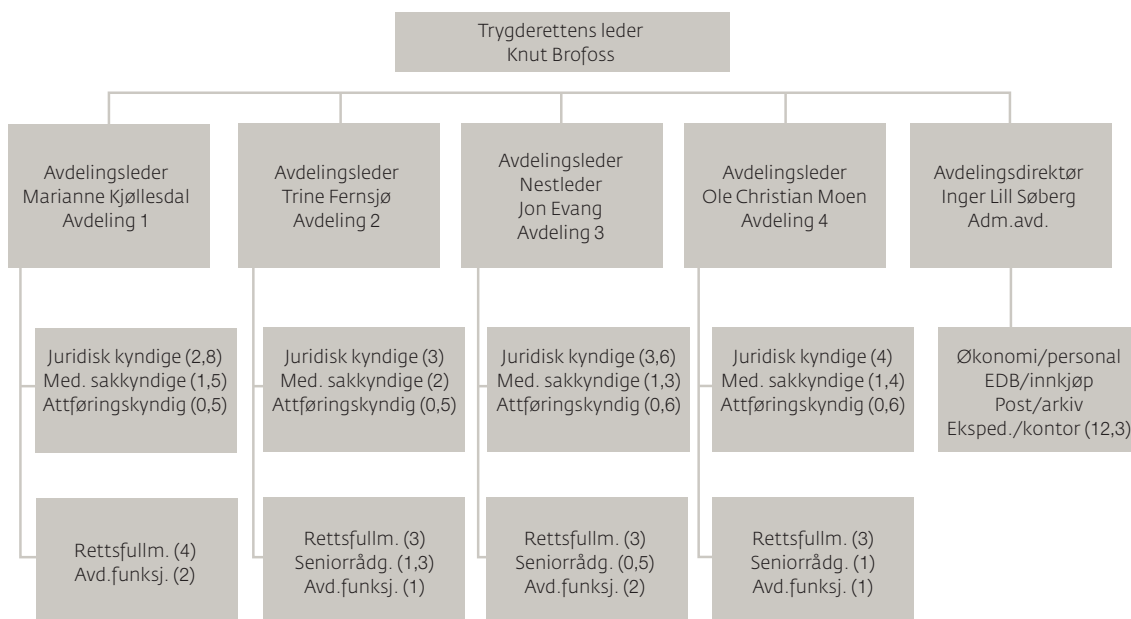 Trygderettens leder
Knut Brofoss
Avdelingsleder
Marianne Kjøllesdal
Avdeling 1
Avdelingsleder
Trine Fernsjø
Avdeling 2
Avdelingsleder
Nestleder
Jon Evang
Avdeling 3
Avdelingsleder
Ole Christian Moen
Avdeling 4
Avdelingsdirektør
Inger Lill Søberg
Adm.avd.
Juridisk kyndige (2,8)
Med. sakkyndige (1,5)
Attføringskyndig (0,5)
Juridisk kyndige (3)
Med. sakkyndige (2)
Attføringskyndig (0,5)
Juridisk kyndige (3,6)
Med. sakkyndige (1,3)
Attføringskyndig (0,6)
Juridisk kyndige (4)
Med. sakkyndige (1,4)
Attføringskyndig (0,6)
Økonomi/personal
EDB/innkjøp
Post/arkiv
Eksped./kontor (12,3)
Rettsfullm. (4)
Avd.funksj. (2)
Rettsfullm. (3)
Seniorrådg. (1,3)
Avd.funksj. (1)
Rettsfullm. (3)
Seniorrådg. (0,5)
Avd.funksj. (2)
Rettsfullm. (3)
Seniorrådg. (1)
Avd.funksj. (1)